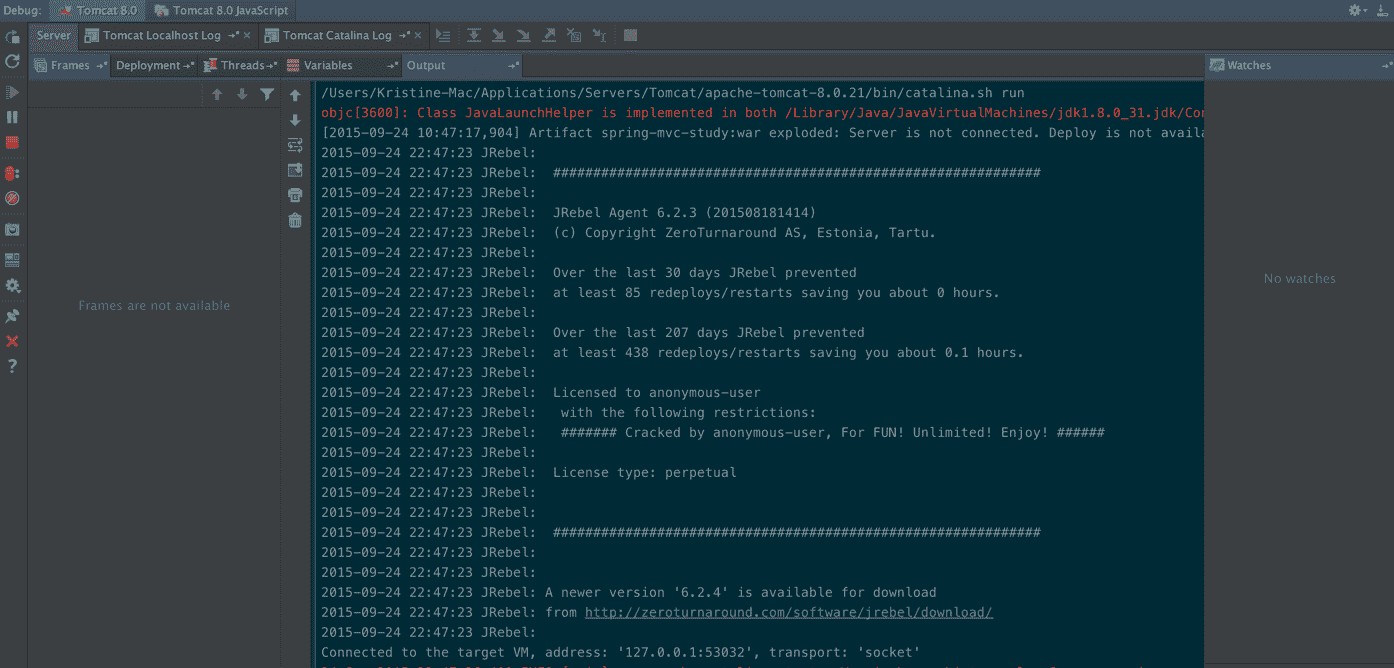 Debug: Tomcat 8.0 Tomcat 8.0 JavaScript
Server Tomcat Localhost Log Tomcat Catalina Log
Frames Deployment Threads Variables Output Watches
/Users/Kristine-Mac/Applications/Servers/Tomcat/apache-tomcat-8.0.21/bin/catalina.sh run
objc[3600]: Class JavaLaunchHelper is implemented in both /Library/Java/JavaVirtualMachines/jdk1.8.0_31.jdk/Con
[2015-09-24 10:47:17,904] Artifact spring-mvc-study:war exploded: Server is not connected. Deploy is not availa
2015-09-24 22:47:23 JRebel:
2015-09-24 22:47:23 JRebel:  #############################################################
2015-09-24 22:47:23 JRebel:
2015-09-24 22:47:23 JRebel:  JRebel Agent 6.2.3 (201508181414)
2015-09-24 22:47:23 JRebel:  (c) Copyright ZeroTurnaround AS, Estonia, Tartu.
2015-09-24 22:47:23 JRebel:
2015-09-24 22:47:23 JRebel:  Over the last 30 days JRebel prevented
2015-09-24 22:47:23 JRebel:  at least 85 redeploys/restarts saving you about 0 hours.
2015-09-24 22:47:23 JRebel:
2015-09-24 22:47:23 JRebel:  Over the last 207 days JRebel prevented
2015-09-24 22:47:23 JRebel:  at least 438 redeploys/restarts saving you about 0.1 hours.
2015-09-24 22:47:23 JRebel:
2015-09-24 22:47:23 JRebel:  Licensed to anonymous-user
2015-09-24 22:47:23 JRebel:   with the following restrictions:
2015-09-24 22:47:23 JRebel:   ####### Cracked by anonymous-user, For FUN! Unlimited! Enjoy! ######
2015-09-24 22:47:23 JRebel:
2015-09-24 22:47:23 JRebel:  License type: perpetual
2015-09-24 22:47:23 JRebel:
2015-09-24 22:47:23 JRebel:
2015-09-24 22:47:23 JRebel:  #############################################################
2015-09-24 22:47:23 JRebel:
2015-09-24 22:47:23 JRebel:
2015-09-24 22:47:23 JRebel: A newer version '6.2.4' is available for download
2015-09-24 22:47:23 JRebel: from http://zeroturnaround.com/software/jrebel/download/
2015-09-24 22:47:23 JRebel:
Connected to the target VM, address: '127.0.0.1:53032', transport: 'socket'
Frames are not available
No watches